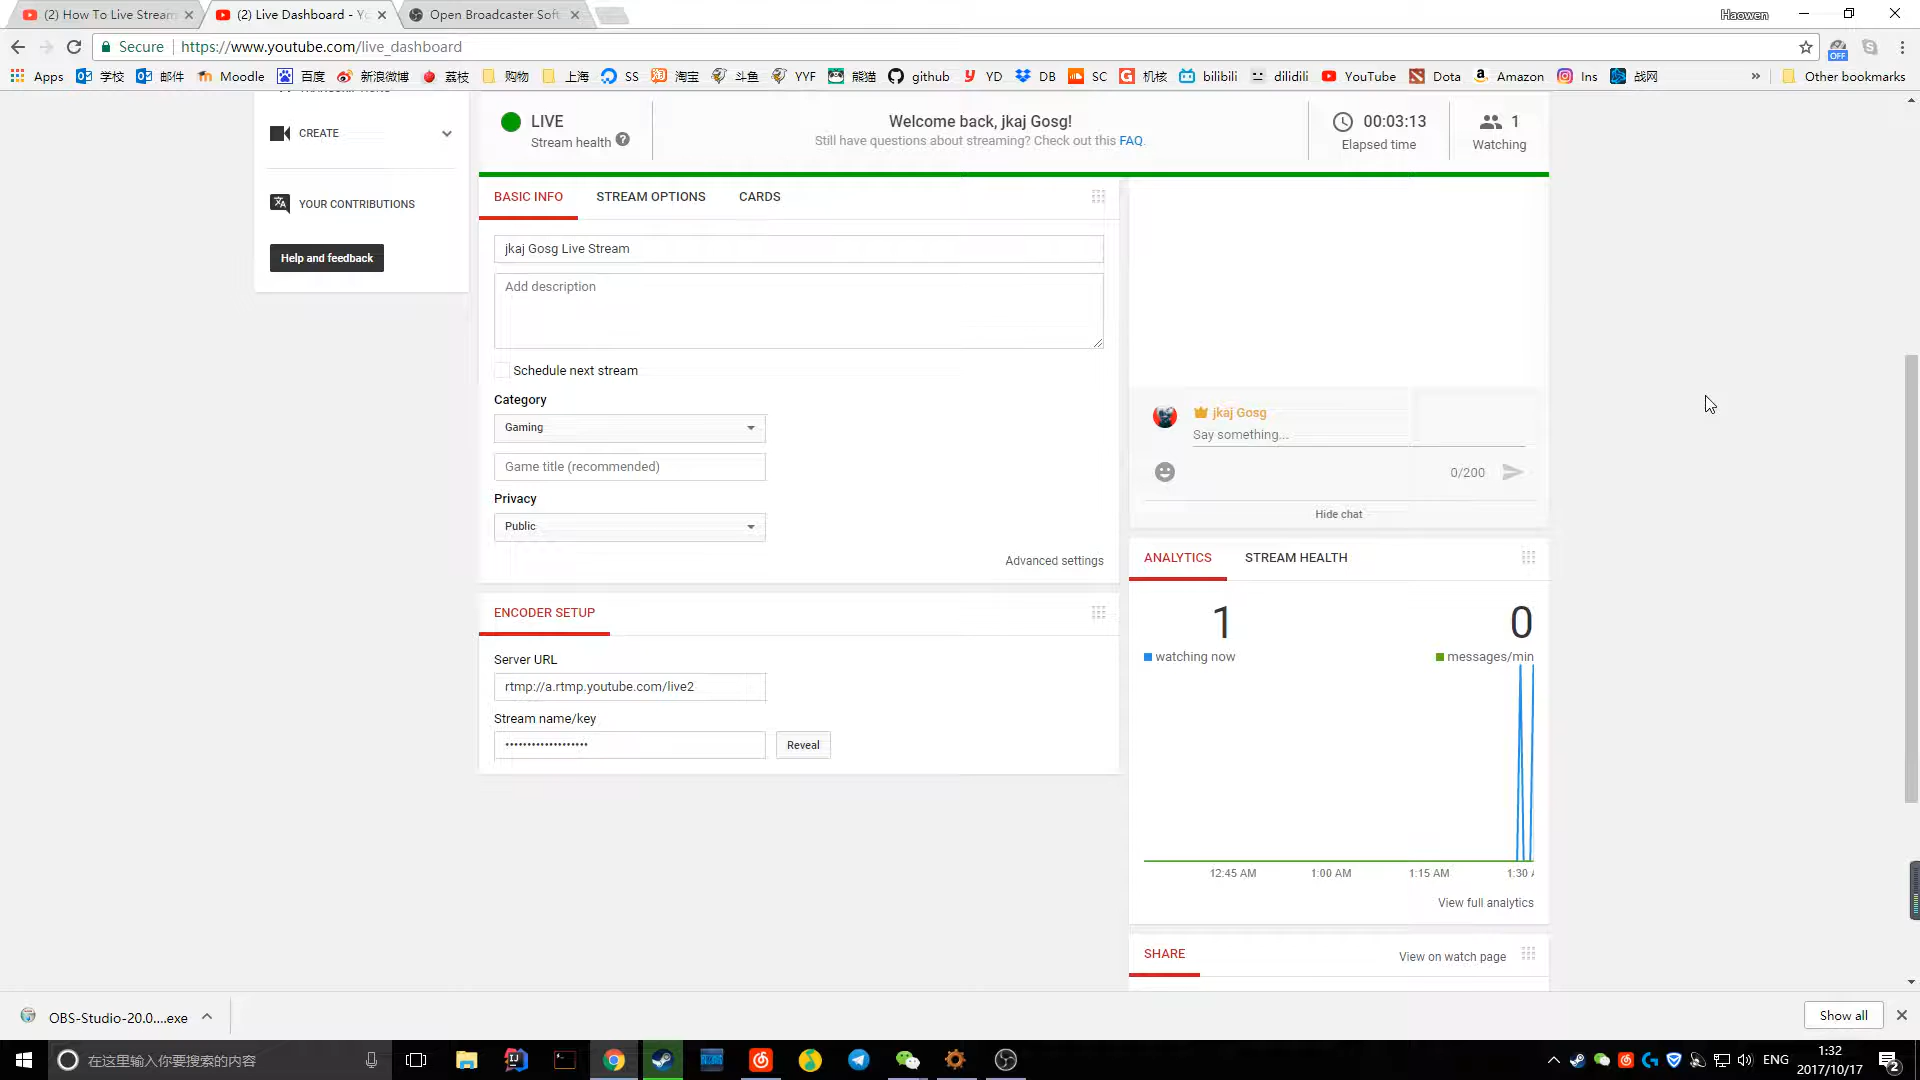 (2) How To Live Stream
(2) Live Dashboard - Yo
Open Broadcaster Soft
Haowen
Secure
https://www.youtube.com/live_dashboard
OFF
Apps
学校
邮件
Moodle
百度
新浪微博
荔枝
购物
上海
SS
淘宝
斗鱼
YYF
熊猫
github
YD
DB
SC
机核
bilibili
dilidili
YouTube
Dota
Amazon
Ins
战网
»
Other bookmarks
CREATE
YOUR CONTRIBUTIONS
Help and feedback
LIVE
Stream health
Welcome back, jkaj Gosg!
Still have questions about streaming? Check out this FAQ.
00:03:13
Elapsed time
1
Watching
BASIC INFO
STREAM OPTIONS
CARDS
jkaj Gosg Live Stream
Add description
Schedule next stream
Category
Gaming
Game title (recommended)
Privacy
Public
Advanced settings
ENCODER SETUP
Server URL
rtmp://a.rtmp.youtube.com/live2
Stream name/key
•••••••••••••••••••
Reveal
jkaj Gosg
Say something...
0/200
Hide chat
ANALYTICS
STREAM HEALTH
1
watching now
0
messages/min
12:45 AM
1:00 AM
1:15 AM
1:30
View full analytics
SHARE
View on watch page
OBS-Studio-20.0....exe
Show all
在这里输入你要搜索的内容
ENG
1:32
2017/10/17
2